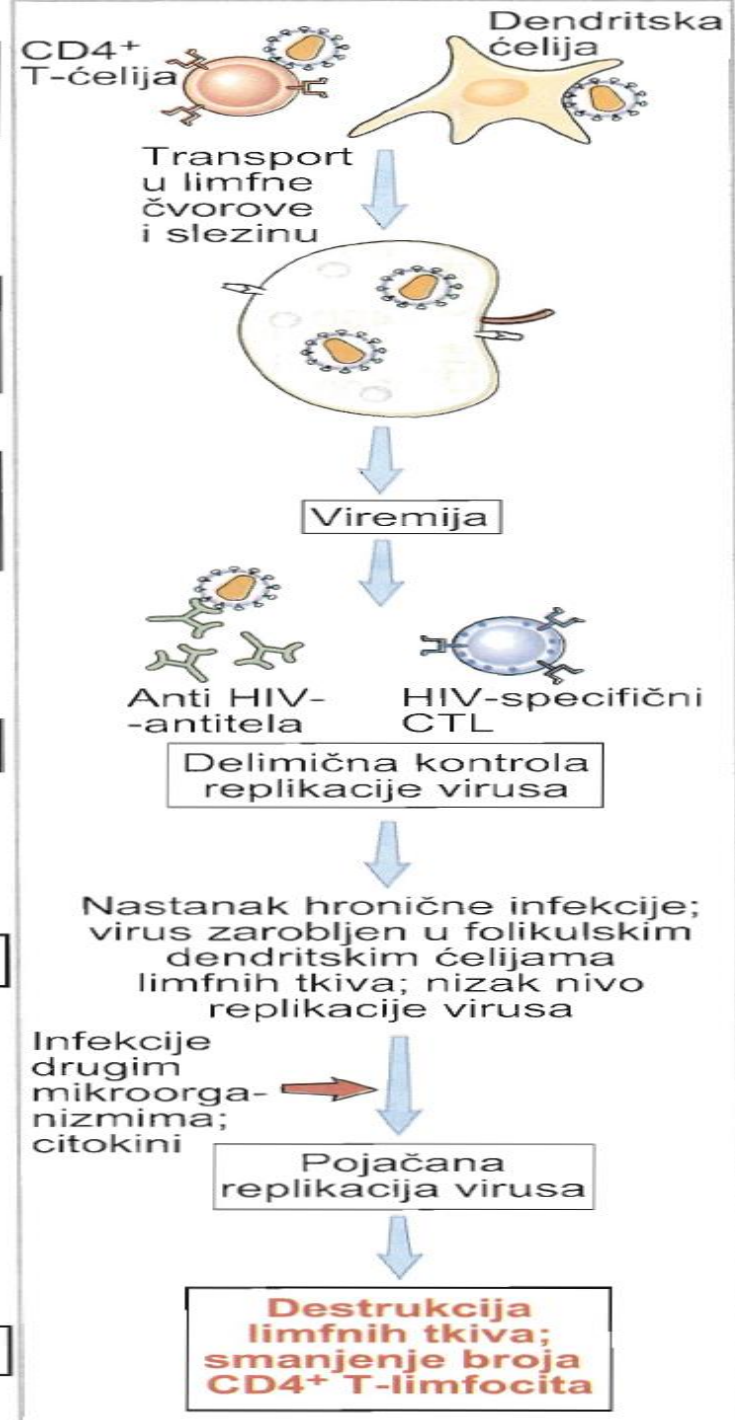 CD4+
T-ćelija
Dendritska
ćelija
Transport
u limfne
čvorove
i slezinu
Viremija
Anti HIV-
-antitela
HIV-specifični
CTL
Delimična kontrola
replikacije virusa
Nastanak hronične infekcije;
virus zarobljen u folikulskim
dendritskim ćelijama
limfnih tkiva; nizak nivo
replikacije virusa
Infekcije
drugim
mikroorga-
nizmima;
citokini
Pojačana
replikacija virusa
Destrukcija
limfnih tkiva;
smanjenje broja
CD4+ T-limfocita